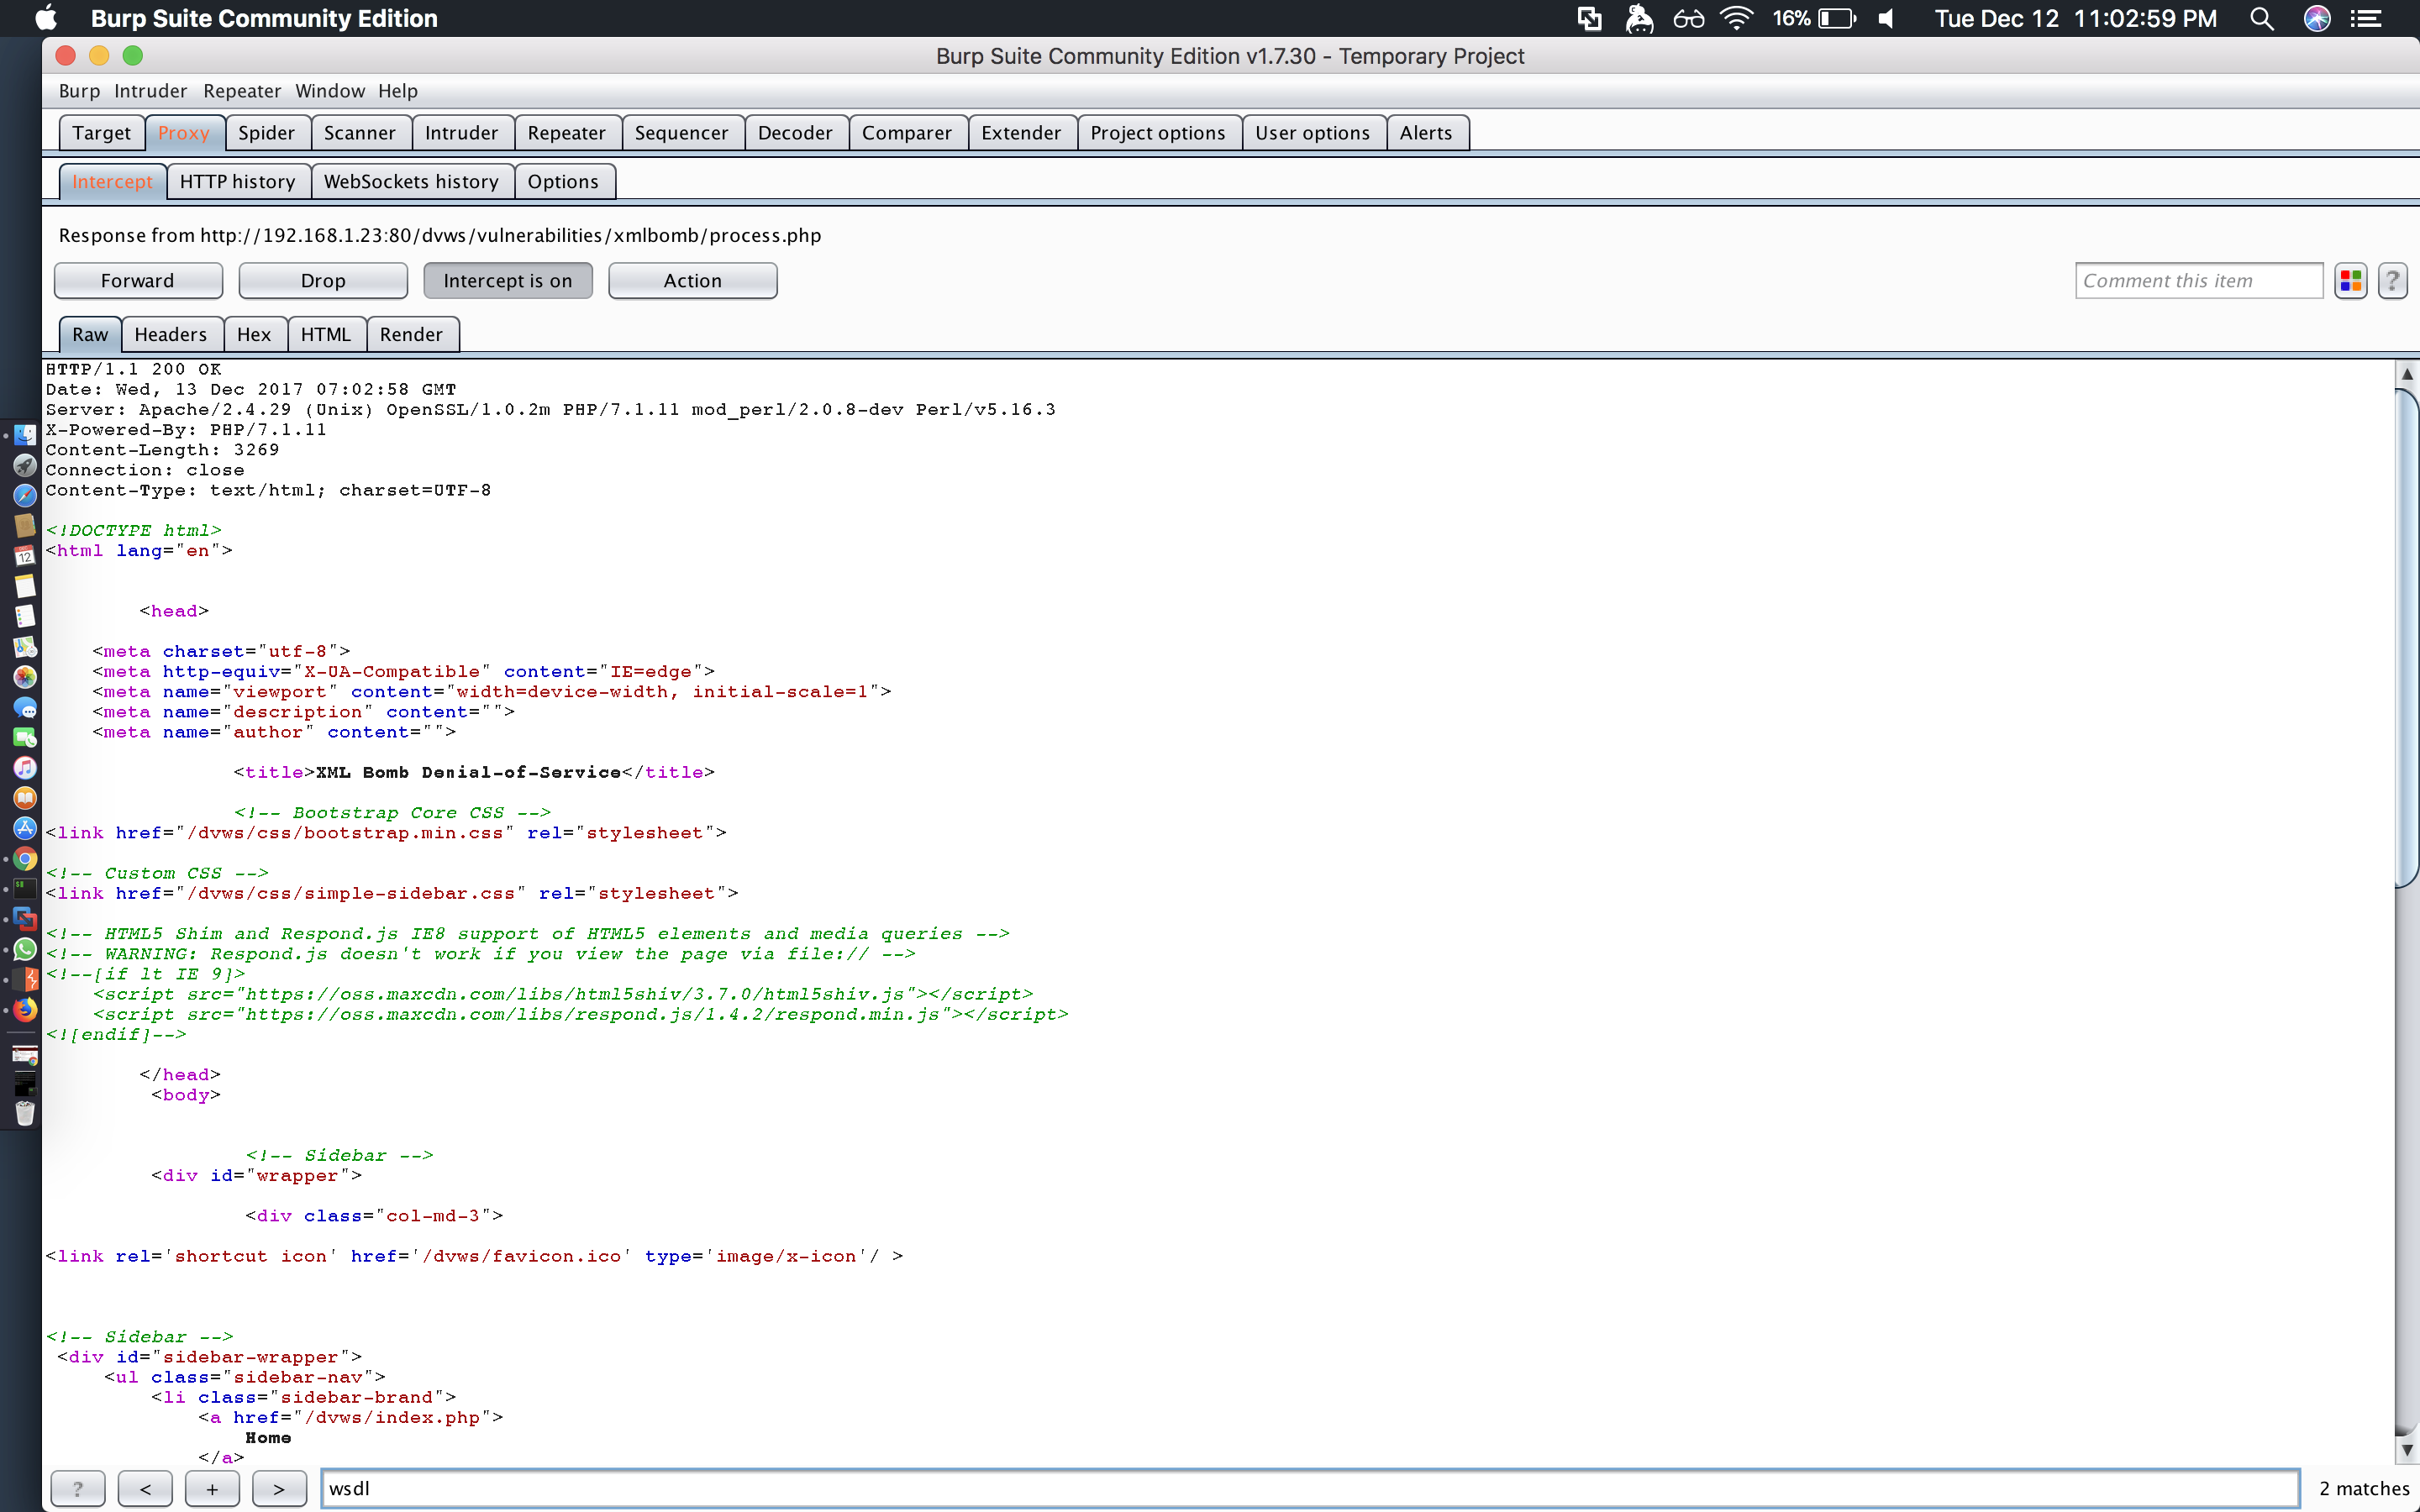 Burp Suite Community Edition 16% Tue Dec 12 11:02:59 PM
Burp Suite Community Edition v1.7.30 - Temporary Project
Burp Intruder Repeater Window Help
Target Proxy Spider Scanner Intruder Repeater Sequencer Decoder Comparer Extender Project options User options Alerts
Intercept HTTP history WebSockets history Options
Response from http://192.168.1.23:80/dvws/vulnerabilities/xmlbomb/process.php
Forward Drop Intercept is on Action Comment this item ?
Raw Headers Hex HTML Render
HTTP/1.1 200 OK
Date: Wed, 13 Dec 2017 07:02:58 GMT
Server: Apache/2.4.29 (Unix) OpenSSL/1.0.2m PHP/7.1.11 mod_perl/2.0.8-dev Perl/v5.16.3
X-Powered-By: PHP/7.1.11
Content-Length: 3269
Connection: close
Content-Type: text/html; charset=UTF-8
<!DOCTYPE html>
<html lang="en">
<head>
<meta charset="utf-8">
<meta http-equiv="X-UA-Compatible" content="IE=edge">
<meta name="viewport" content="width=device-width, initial-scale=1">
<meta name="description" content="">
<meta name="author" content="">
<title>XML Bomb Denial-of-Service</title>
<!-- Bootstrap Core CSS -->
<link href="/dvws/css/bootstrap.min.css" rel="stylesheet">
<!-- Custom CSS -->
<link href="/dvws/css/simple-sidebar.css" rel="stylesheet">
<!-- HTML5 Shim and Respond.js IE8 support of HTML5 elements and media queries -->
<!-- WARNING: Respond.js doesn't work if you view the page via file:// -->
<!--[if lt IE 9]>
<script src="https://oss.maxcdn.com/libs/html5shiv/3.7.0/html5shiv.js"></script>
<script src="https://oss.maxcdn.com/libs/respond.js/1.4.2/respond.min.js"></script>
<![endif]-->
</head>
<body>
<!-- Sidebar -->
<div id="wrapper">
<div class="col-md-3">
<link rel='shortcut icon' href='/dvws/favicon.ico' type='image/x-icon'/ >
<!-- Sidebar -->
<div id="sidebar-wrapper">
<ul class="sidebar-nav">
<li class="sidebar-brand">
<a href="/dvws/index.php">
Home
</a>
? < + > wsdl 2 matches